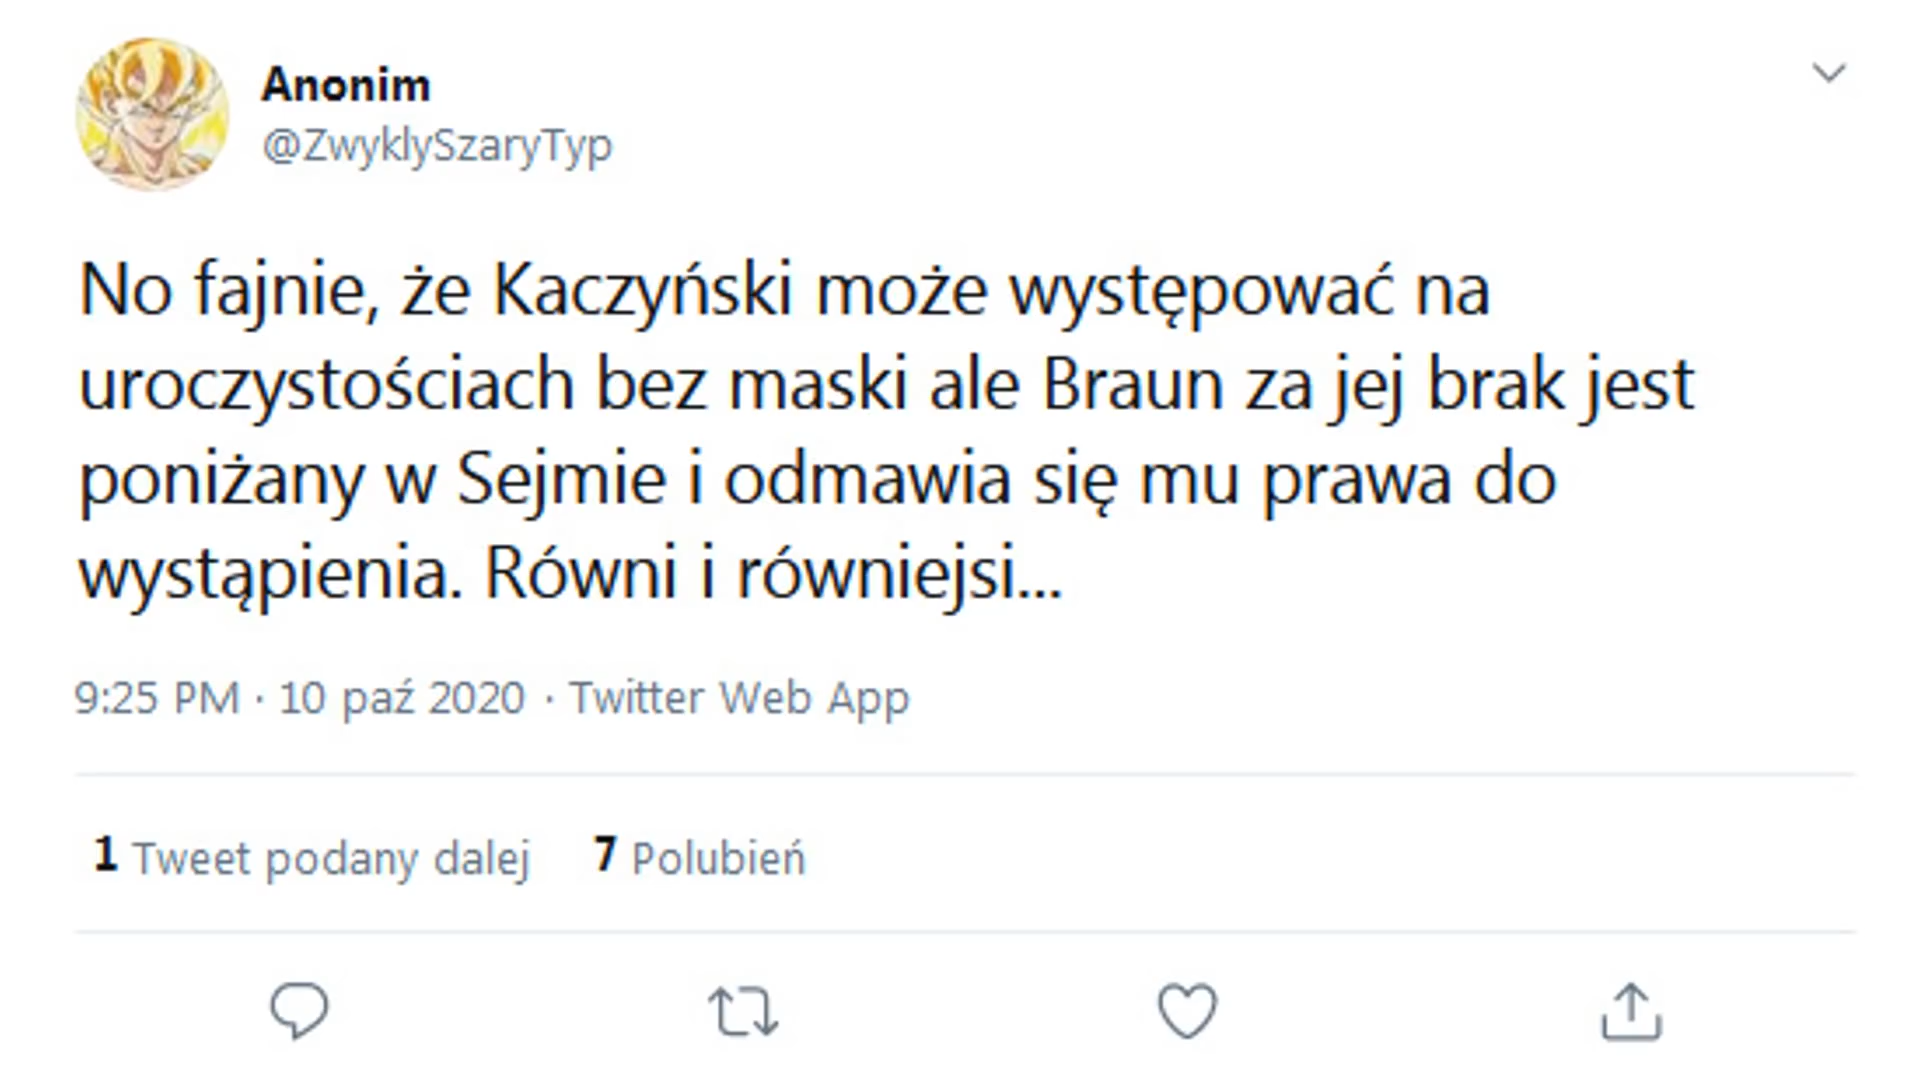 Anonim
@ZwyklySzaryTyp
No fajnie, że Kaczyński może występować na
uroczystościach bez maski ale Braun za jej brak jest
poniżany w Sejmie i odmawia się mu prawa do
wystąpienia. Równi i równiejsi...
9:25 PM · 10 paź 2020 · Twitter Web App
1 Tweet podany dalej 7 Polubień